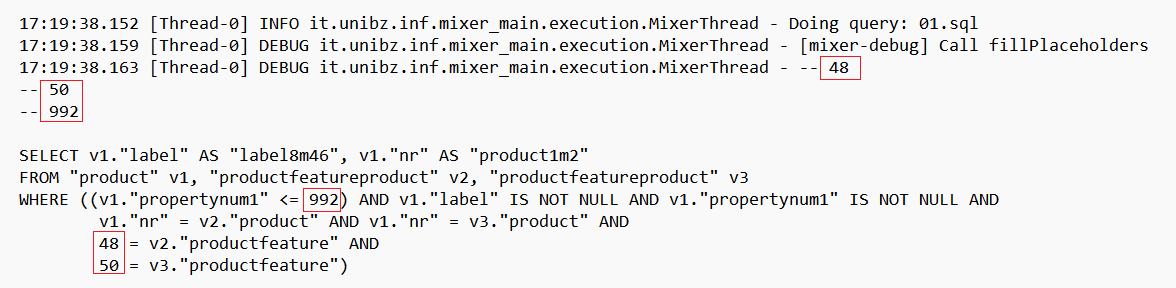 17:19:38.152 [Thread-0] INFO it.unibz.inf.mixer_main.execution.MixerThread - Doing query: 01.sql
17:19:38.159 [Thread-0] DEBUG it.unibz.inf.mixer_main.execution.MixerThread - [mixer-debug] Call fillPlaceholders
17:19:38.163 [Thread-0] DEBUG it.unibz.inf.mixer_main.execution.MixerThread - -- 48
-- 50
-- 992
SELECT v1."label" AS "label8m46", v1."nr" AS "product1m2"
FROM "product" v1, "productfeatureproduct" v2, "productfeatureproduct" v3
WHERE ((v1."propertynum1" <= 992) AND v1."label" IS NOT NULL AND v1."propertynum1" IS NOT NULL AND
v1."nr" = v2."product" AND v1."nr" = v3."product" AND
48 = v2."productfeature" AND
50 = v3."productfeature")